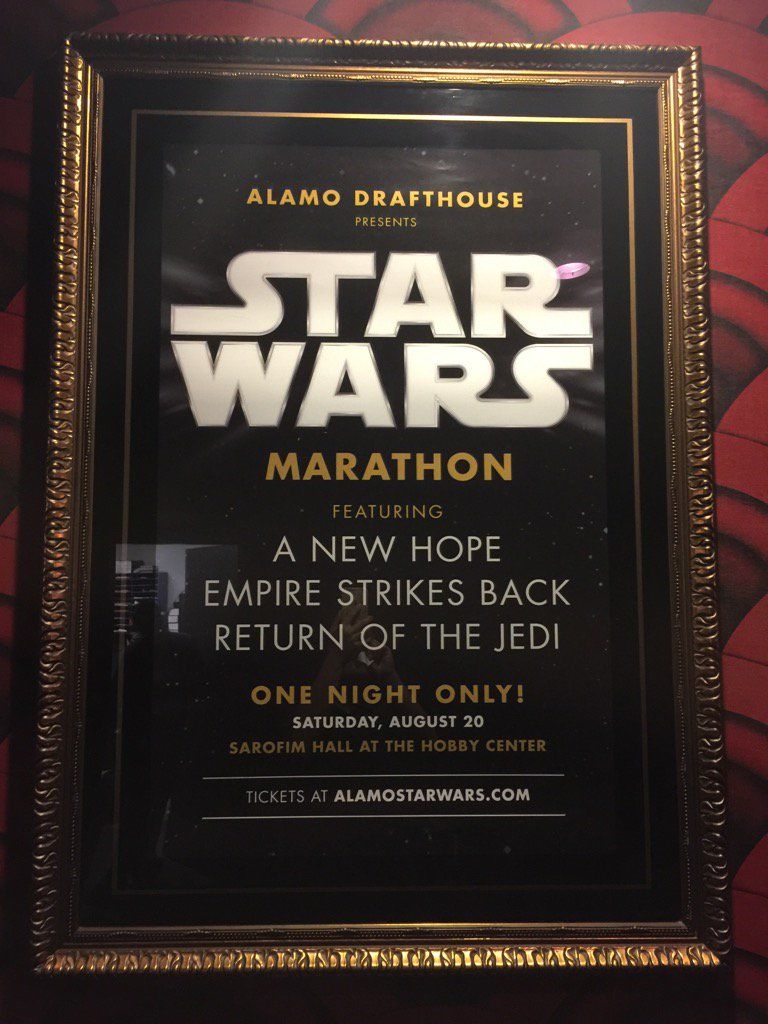 ALAMO DRAFTHOUSE
PRESENTS
STAR
WARS
MARATHON
FEATURING
A NEW HOPE
EMPIRE STRIKES BACK
RETURN OF THE JEDI
ONE NIGHT ONLY!
SATURDAY, AUGUST 20
SAROFIM HALL AT THE HOBBY CENTER
TICKETS AT ALAMOSTARWARS.COM